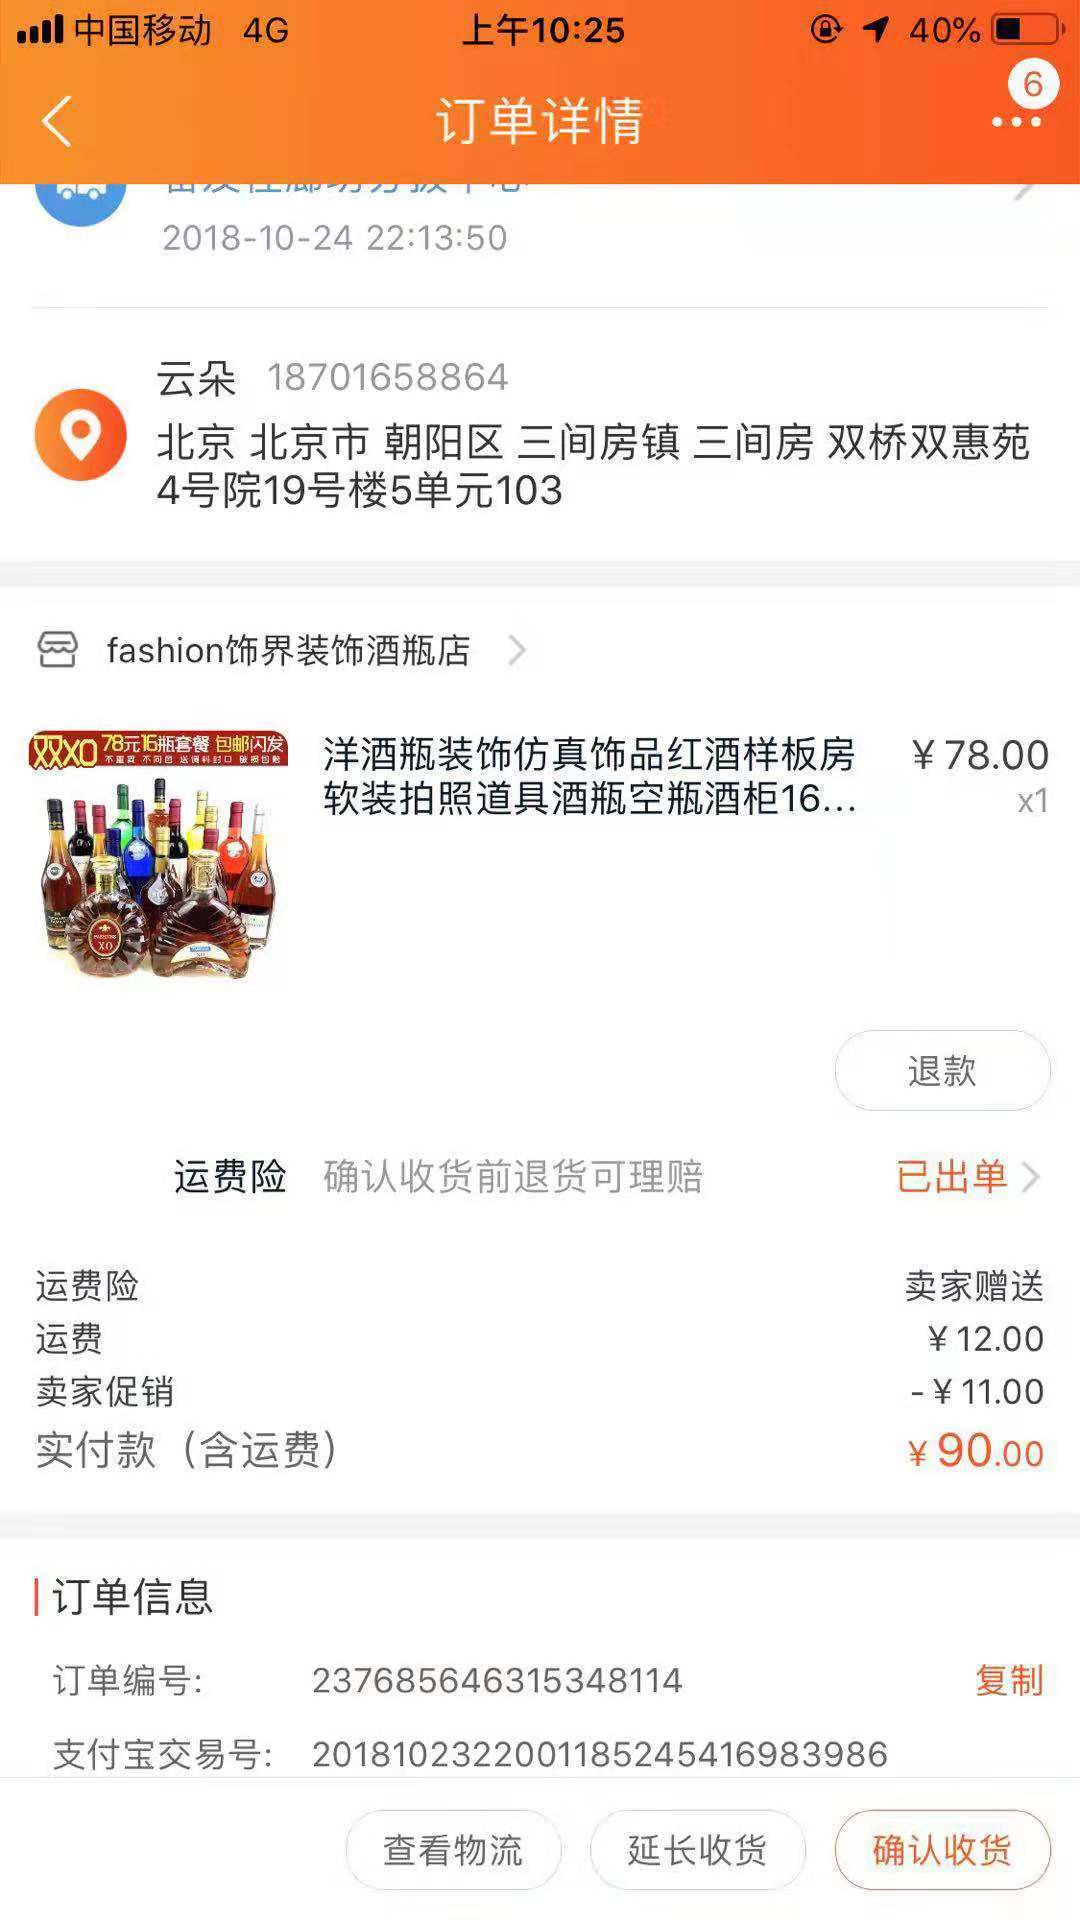 中国移动 4G 上午10:25 40%
订单详情
6
2018-10-24 22:13:50
云朵 18701658864
北京 北京市 朝阳区 三间房镇 三间房 双桥双惠苑
4号院19号楼5单元103
fashion饰界装饰酒瓶店
双XO 78元16瓶套餐 包邮闪发
洋酒瓶装饰仿真饰品红酒样板房 ¥78.00
软装拍照道具酒瓶空瓶酒柜16... x1
XO
退款
运费险 确认收货前退货可理赔 已出单
运费险 卖家赠送
运费 ¥12.00
卖家促销 -¥11.00
实付款（含运费） ¥90.00
订单信息
订单编号: 237685646315348114 复制
支付宝交易号: 2018102322001185245416983986
查看物流 延长收货 确认收货